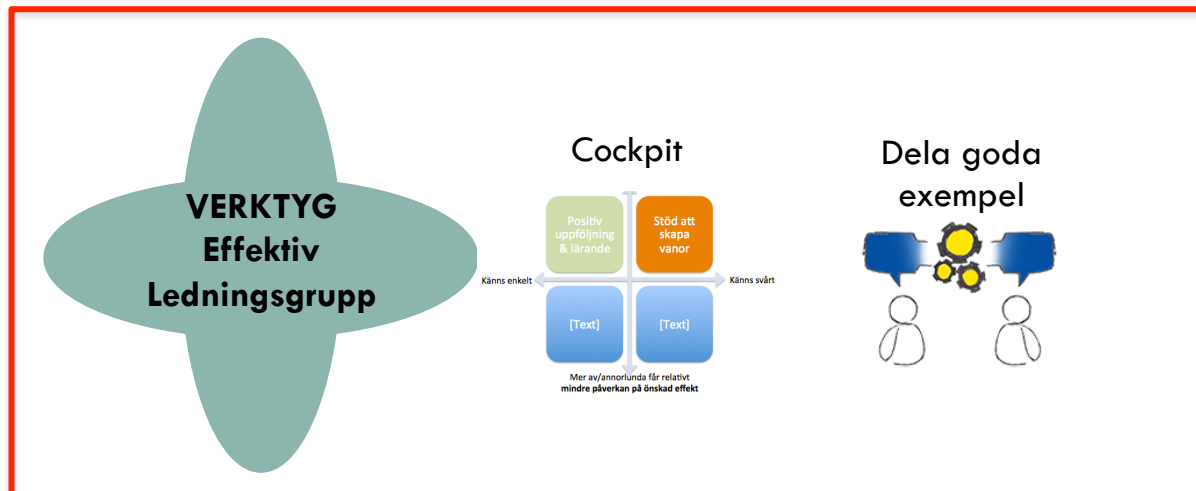 VERKTYG
Effektiv
Ledningsgrupp
Cockpit
Positiv
uppföljning
& lärande
Stöd att
skapa
vanor
Känns enkelt
Känns svårt
[Text]
[Text]
Mer av/annorlunda får relativt
mindre påverkan på önskad effekt
Dela goda
exempel